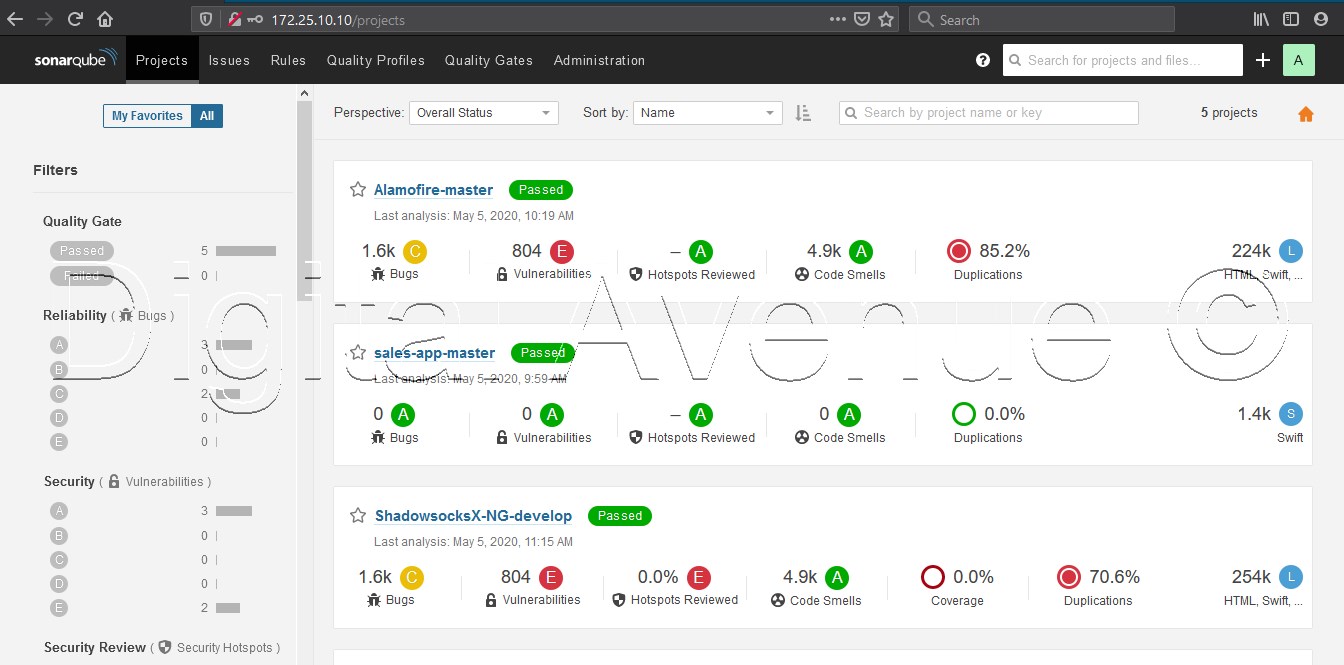 172.25.10.10/projects
Search
sonarqube Projects Issues Rules Quality Profiles Quality Gates Administration
Search for projects and files...
A
My Favorites All
Perspective: Overall Status Sort by: Name Search by project name or key 5 projects
Filters
Quality Gate
Passed 5
Failed 0
Reliability ( Bugs )
A 3
B 0
C 2
D 0
E 0
Security ( Vulnerabilities )
A 3
B 0
C 0
D 0
E 2
Security Review ( Security Hotspots )
Alamofire-master Passed
Last analysis: May 5, 2020, 10:19 AM
1.6k C 804 E – A 4.9k A 85.2% 224k L
Bugs Vulnerabilities Hotspots Reviewed Code Smells Duplications HTML, Swift, ...
sales-app-master Passed
Last analysis: May 5, 2020, 9:59 AM
0 A 0 A – A 0 A 0.0% 1.4k S
Bugs Vulnerabilities Hotspots Reviewed Code Smells Duplications Swift
ShadowsocksX-NG-develop Passed
Last analysis: May 5, 2020, 11:15 AM
1.6k C 804 E 0.0% E 4.9k A 0.0% 70.6% 254k L
Bugs Vulnerabilities Hotspots Reviewed Code Smells Coverage Duplications HTML, Swift, ...
Digital Avenue ©